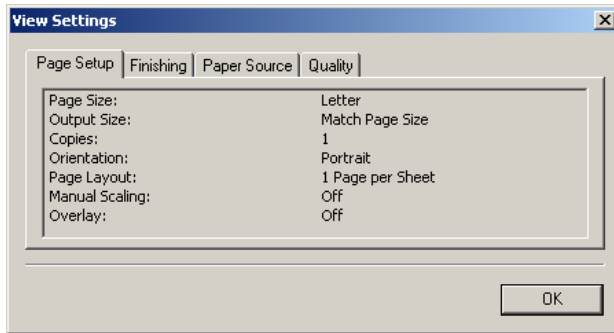 View Settings
Page Setup Finishing Paper Source Quality
Page Size: Letter
Output Size: Match Page Size
Copies: 1
Orientation: Portrait
Page Layout: 1 Page per Sheet
Manual Scaling: Off
Overlay: Off
OK